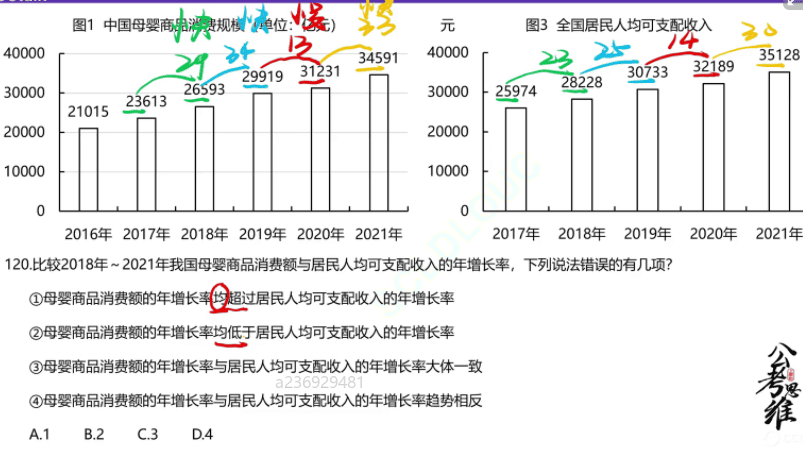 图1 中国母婴商品消费规模（单位：亿元）
快 快 慢
元
图3 全国居民人均可支配收入
29 24 13
23 25 14 20
40000
30000
20000
10000
0
21015
23613
26593
29919
31231
34591
2016年 2017年 2018年 2019年 2020年 2021年
40000
30000
20000
10000
0
25974
28228
30733
32189
35128
2017年 2018年 2019年 2020年 2021年
120.比较2018年～2021年我国母婴商品消费额与居民人均可支配收入的年增长率，下列说法错误的有几项？
①母婴商品消费额的年增长率均超过居民人均可支配收入的年增长率
②母婴商品消费额的年增长率均低于居民人均可支配收入的年增长率
③母婴商品消费额的年增长率与居民人均可支配收入的年增长率大体一致
a236929481
④母婴商品消费额的年增长率与居民人均可支配收入的年增长率趋势相反
A.1 B.2 C.3 D.4
公考思维